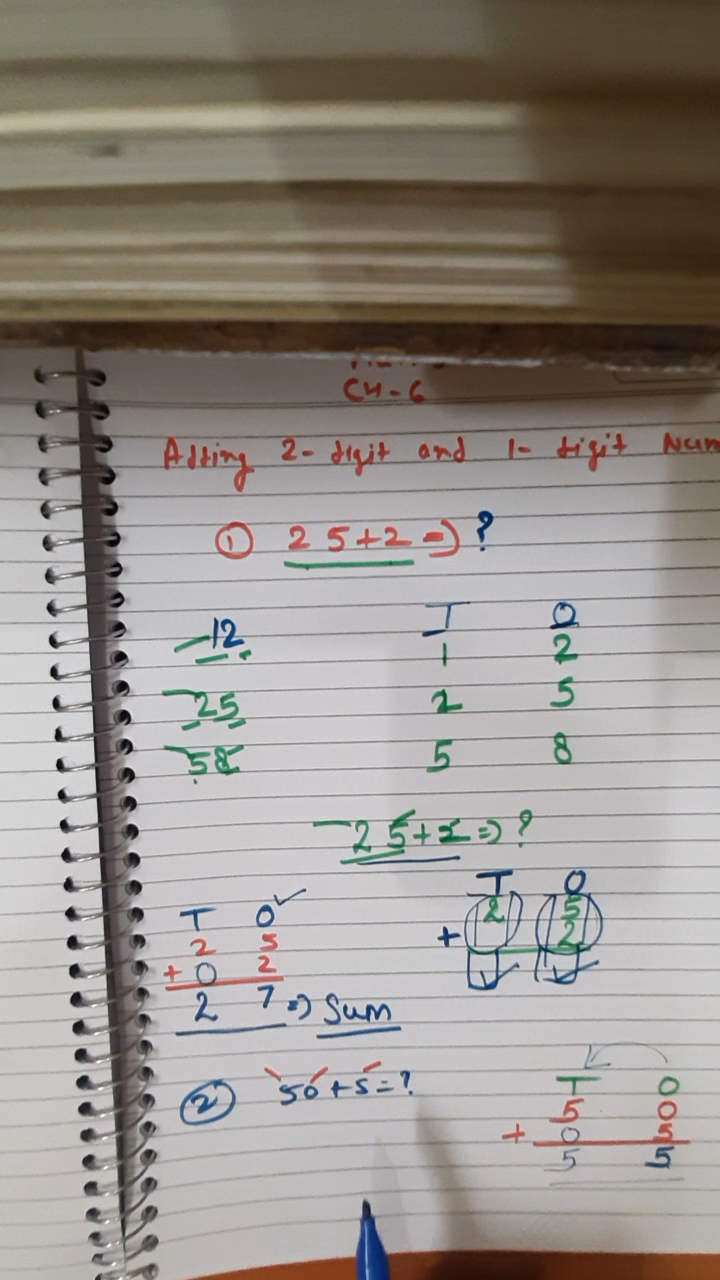 CH-6
Adding 2-digit and 1-digit Num
① 25+2 => ?
T O
12 1 2
25 2 5
58 5 8
25+2 => ?
T O
2 5
+ 0 2
2 7 => Sum
T O
2 5
+ 2
② 50+5=?
T O
5 0
+ 0 5
5 5